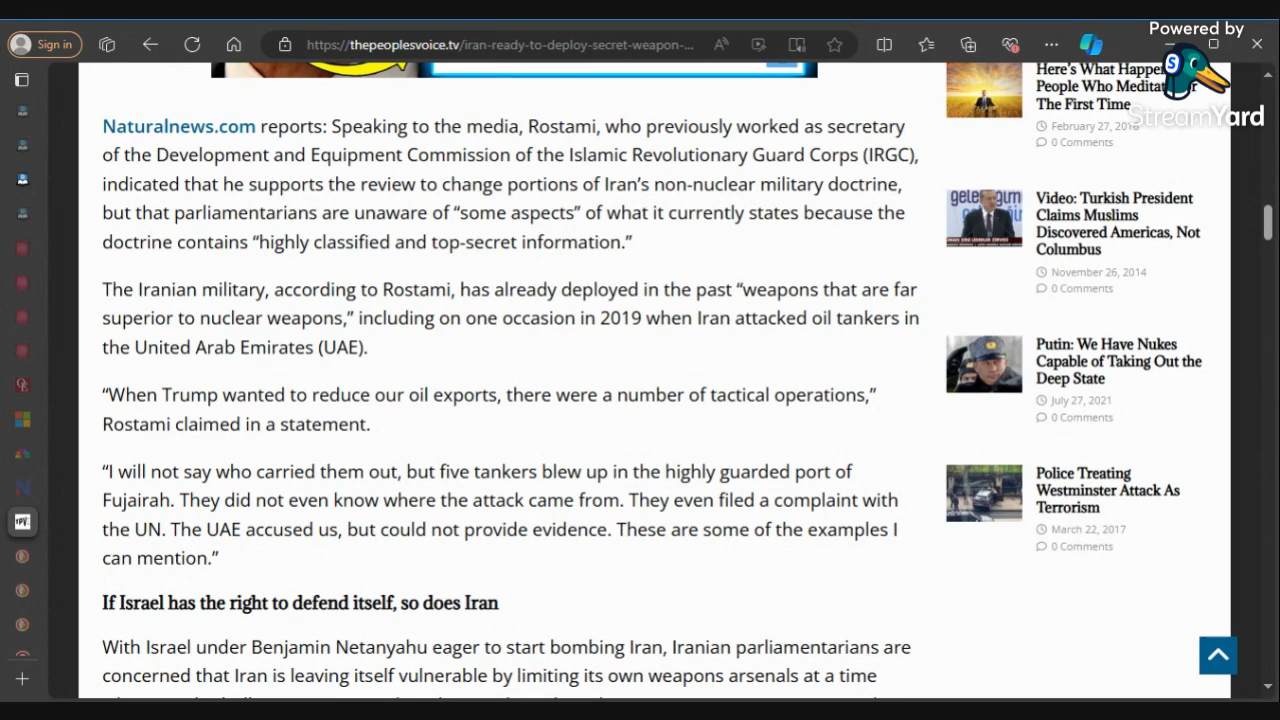 Powered by
StreamYard
Sign in
https://thepeoplesvoice.tv/iran-ready-to-deploy-secret-weapon-...
Naturalnews.com reports: Speaking to the media, Rostami, who previously worked as secretary
of the Development and Equipment Commission of the Islamic Revolutionary Guard Corps (IRGC),
indicated that he supports the review to change portions of Iran's non-nuclear military doctrine,
but that parliamentarians are unaware of “some aspects” of what it currently states because the
doctrine contains “highly classified and top-secret information.”
The Iranian military, according to Rostami, has already deployed in the past “weapons that are far
superior to nuclear weapons,” including on one occasion in 2019 when Iran attacked oil tankers in
the United Arab Emirates (UAE).
“When Trump wanted to reduce our oil exports, there were a number of tactical operations,”
Rostami claimed in a statement.
“I will not say who carried them out, but five tankers blew up in the highly guarded port of
Fujairah. They did not even know where the attack came from. They even filed a complaint with
the UN. The UAE accused us, but could not provide evidence. These are some of the examples I
can mention.”
If Israel has the right to defend itself, so does Iran
With Israel under Benjamin Netanyahu eager to start bombing Iran, Iranian parliamentarians are
concerned that Iran is leaving itself vulnerable by limiting its own weapons arsenals at a time
Here's What Happen
People Who Meditat
The First Time
February 27, 2016
0 Comments
Video: Turkish President
Claims Muslims
Discovered Americas, Not
Columbus
November 26, 2014
0 Comments
Putin: We Have Nukes
Capable of Taking Out the
Deep State
July 27, 2021
0 Comments
Police Treating
Westminster Attack As
Terrorism
March 22, 2017
0 Comments